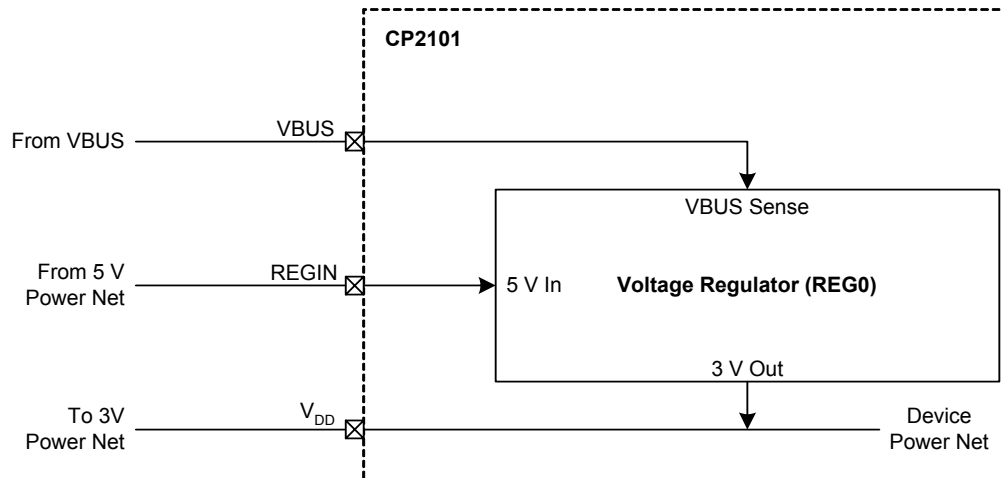 CP2101
From VBUS
VBUS
VBUS Sense
From 5 V
Power Net
REGIN
5 V In
Voltage Regulator (REG0)
3 V Out
To 3V
Power Net
VDD
Device
Power Net